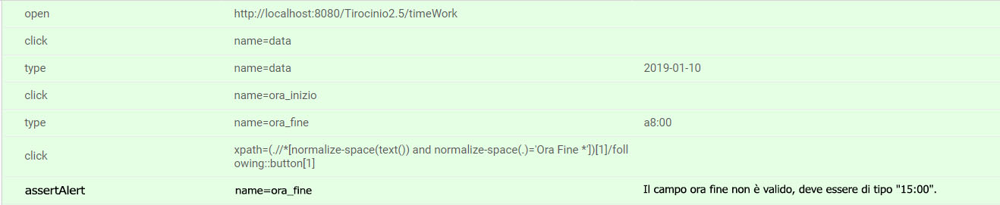 open http://localhost:8080/Tirocinio2.5/timeWork
click name=data
type name=data 2019-01-10
click name=ora_inizio
type name=ora_fine a8:00
click xpath=(.//*[normalize-space(text()) and normalize-space(.)='Ora Fine *'])[1]/foll
owing::button[1]
assertAlert name=ora_fine Il campo ora fine non è valido, deve essere di tipo "15:00".